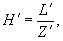 H' = L'/Z',